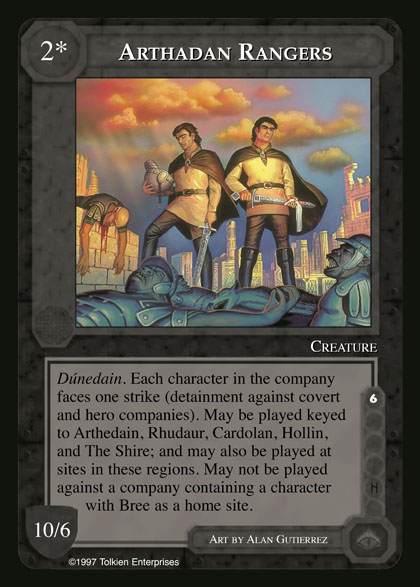 2*
ARTHADAN RANGERS
CREATURE
Dúnedain. Each character in the company
faces one strike (detainment against covert
and hero companies). May be played keyed
to Arthedain, Rhudaur, Cardolan, Hollin,
and The Shire; and may also be played at
sites in these regions. May not be played
against a company containing a character
with Bree as a home site.
6
H
10/6
ART BY ALAN GUTIERREZ
©1997 Tolkien Enterprises